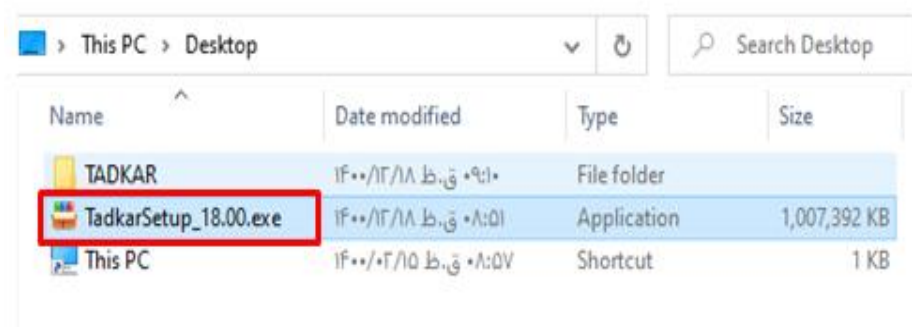 This PC > Desktop Search Desktop
Name Date modified Type Size
TADKAR ۱۴۰۰/۱۲/۱۸ ق.ظ ۰۹:۱۰ File folder
TadkarSetup_18.00.exe ۱۴۰۰/۱۲/۱۸ ق.ظ ۰۸:۵۱ Application 1,007,392 KB
This PC ۱۴۰۰/۰۲/۱۵ ق.ظ ۰۸:۵۷ Shortcut 1 KB